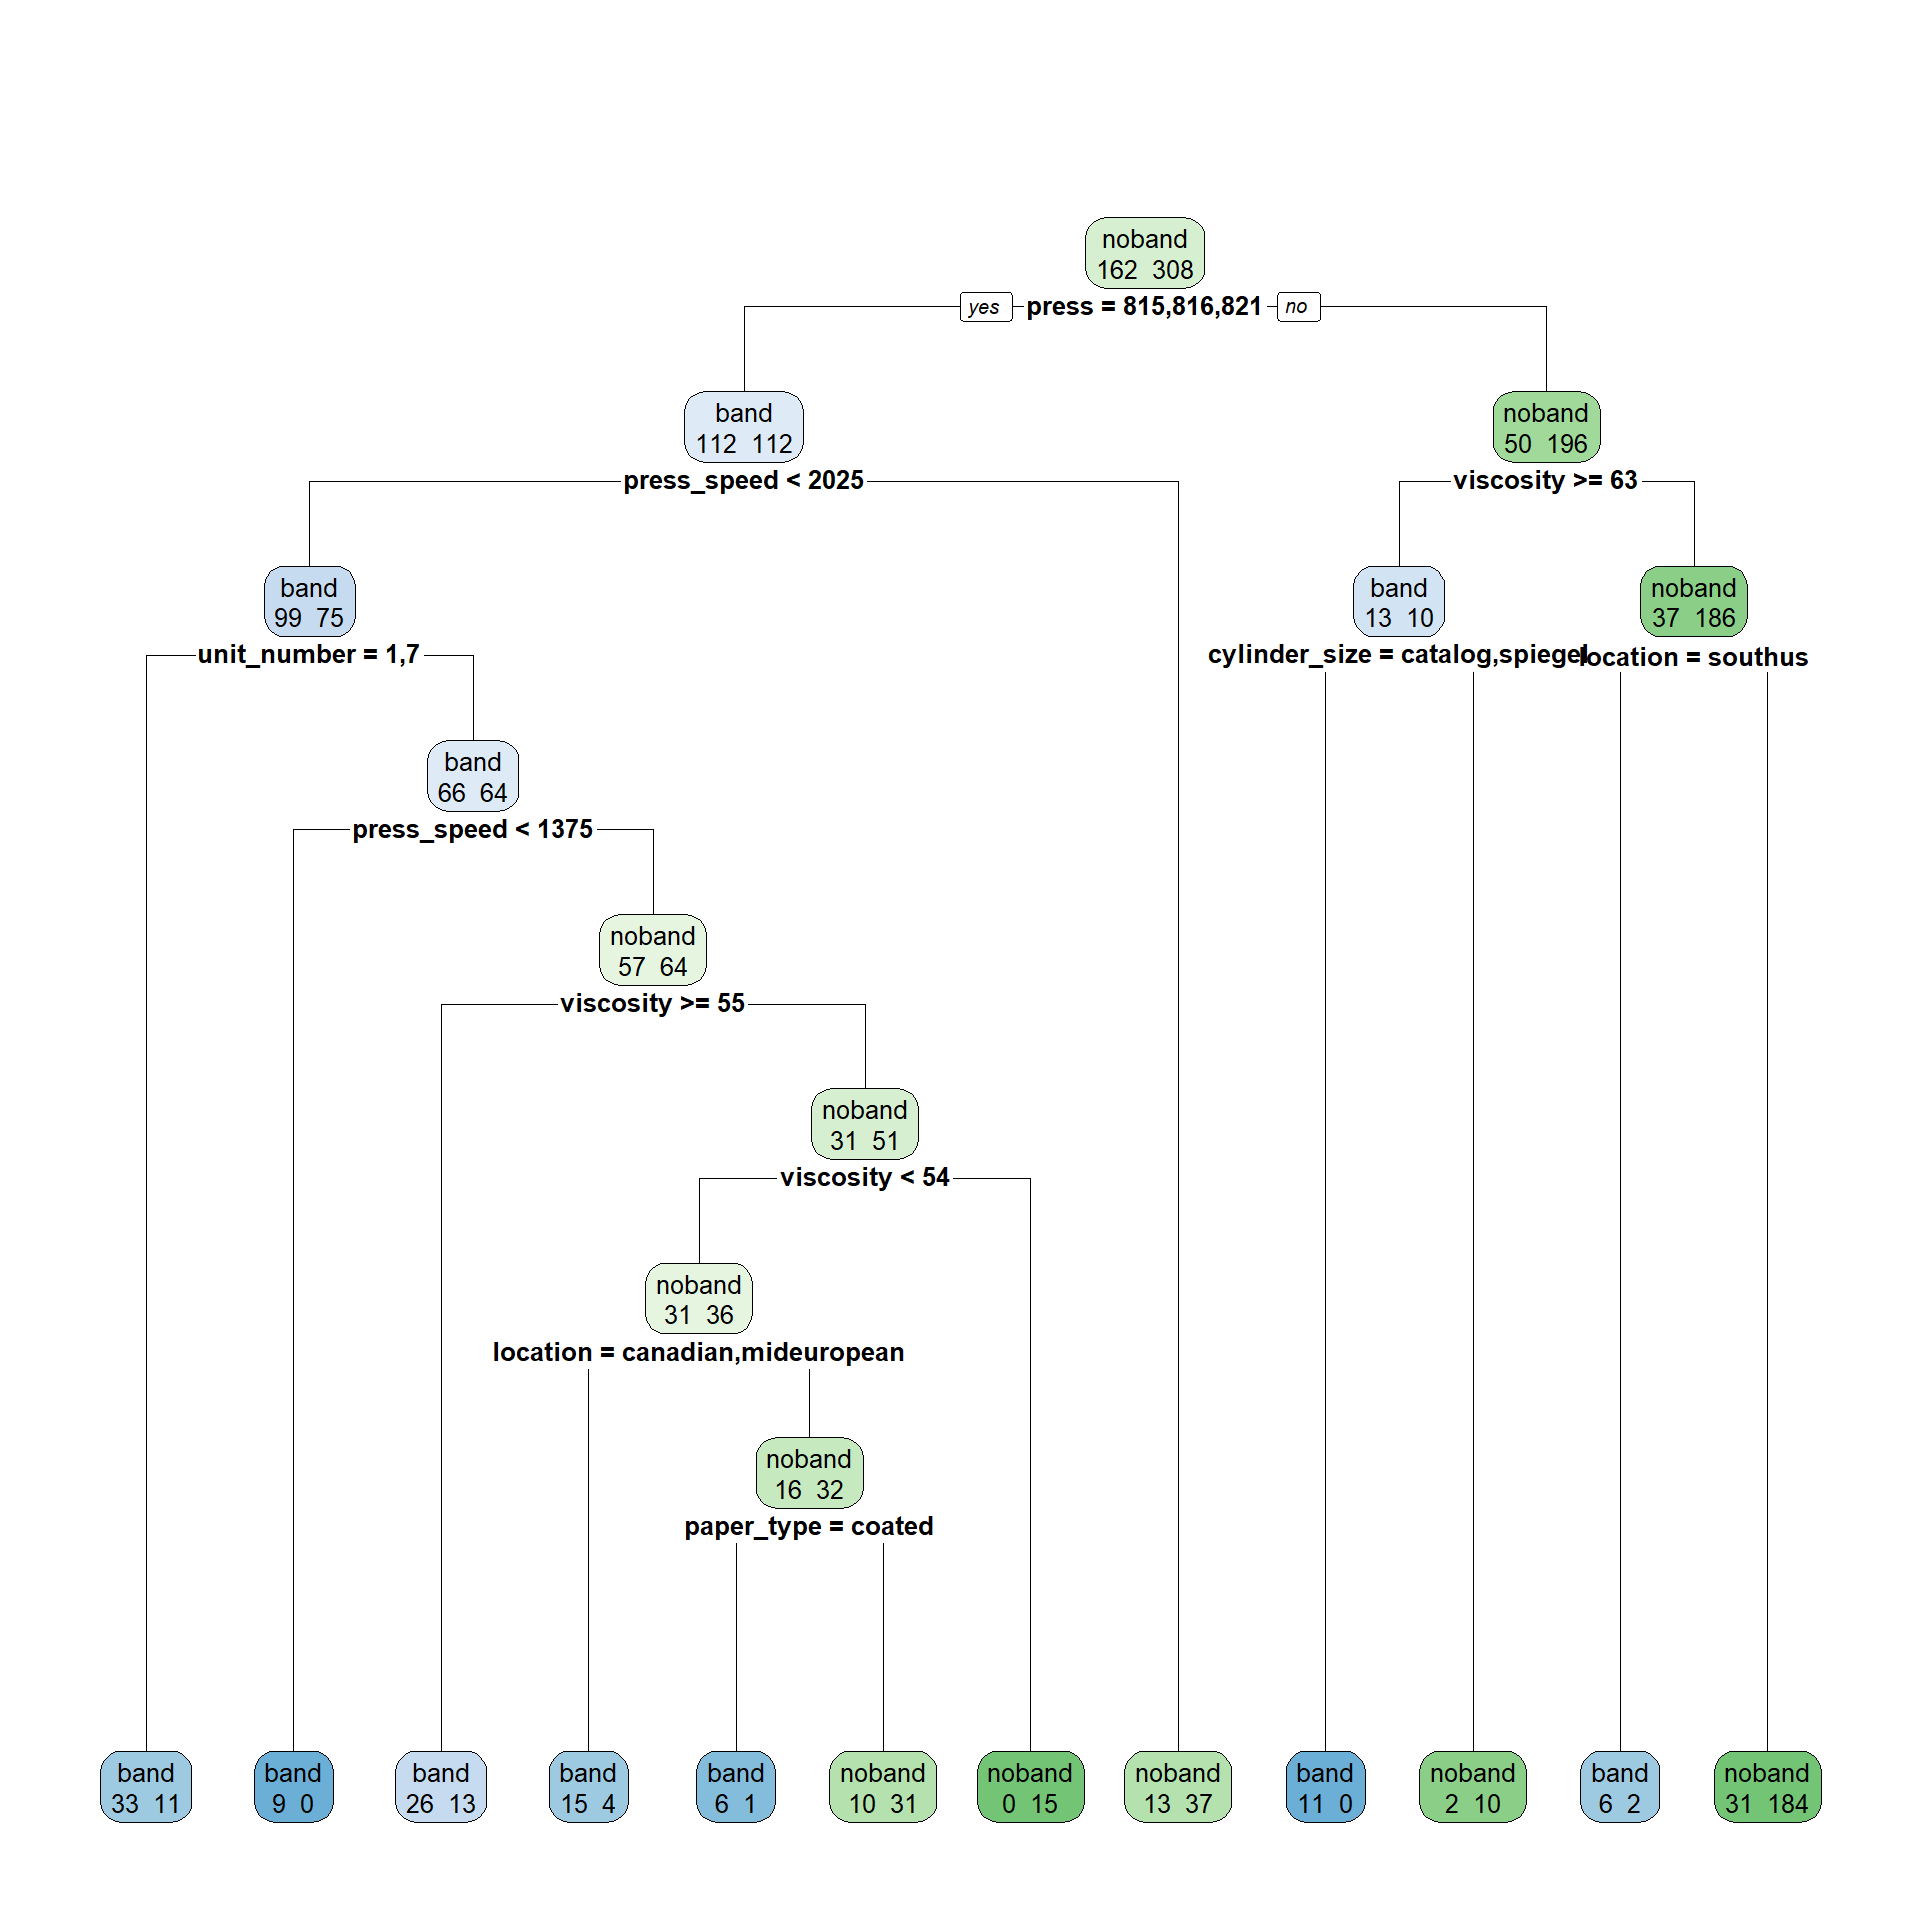 noband
162 308
yes
press = 815,816,821
no
band
112 112
noband
50 196
press_speed < 2025
viscosity >= 63
band
99 75
band
13 10
noband
37 186
unit_number = 1,7
cylinder_size = catalog,spiegel
location = southus
band
66 64
press_speed < 1375
noband
57 64
viscosity >= 55
noband
31 51
viscosity < 54
noband
31 36
location = canadian,mideuropean
noband
16 32
paper_type = coated
band
33 11
band
9 0
band
26 13
band
15 4
band
6 1
noband
10 31
noband
0 15
noband
13 37
band
11 0
noband
2 10
band
6 2
noband
31 184